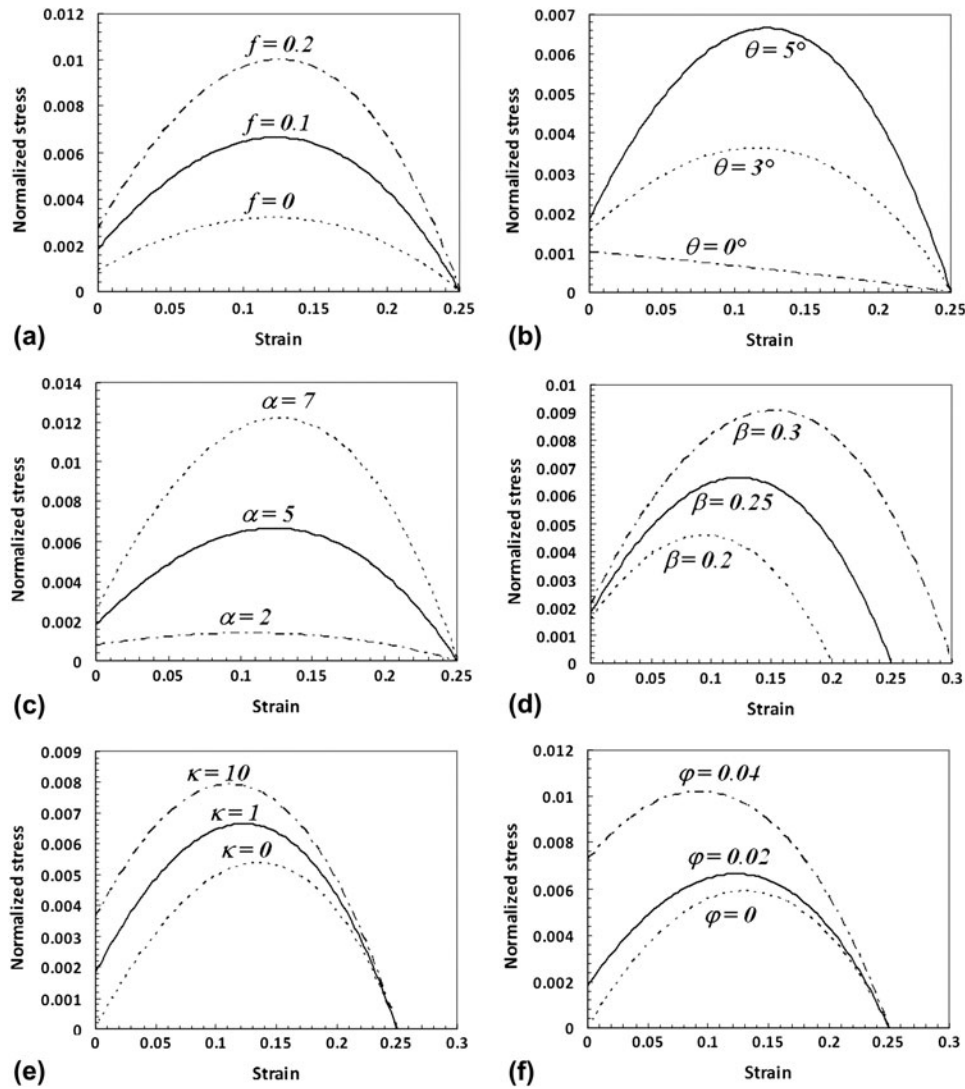 0.012
0.01
0.008
0.006
0.004
0.002
0
Normalized stress
f = 0.2
f = 0.1
f = 0
0 0.05 0.1 0.15 0.2 0.25
Strain
(a)
0.007
0.006
0.005
0.004
0.003
0.002
0.001
0
Normalized stress
θ = 5°
θ = 3°
θ = 0°
0 0.05 0.1 0.15 0.2 0.25
Strain
(b)
0.014
0.012
0.01
0.008
0.006
0.004
0.002
0
Normalized stress
α = 7
α = 5
α = 2
0 0.05 0.1 0.15 0.2 0.25
Strain
(c)
0.01
0.009
0.008
0.007
0.006
0.005
0.004
0.003
0.002
0.001
0
Normalized stress
β = 0.3
β = 0.25
β = 0.2
0 0.05 0.1 0.15 0.2 0.25 0.3
Strain
(d)
0.009
0.008
0.007
0.006
0.005
0.004
0.003
0.002
0.001
0
Normalized stress
κ = 10
κ = 1
κ = 0
0 0.05 0.1 0.15 0.2 0.25 0.3
Strain
(e)
0.012
0.01
0.008
0.006
0.004
0.002
0
Normalized stress
φ = 0.04
φ = 0.02
φ = 0
0 0.05 0.1 0.15 0.2 0.25 0.3
Strain
(f)